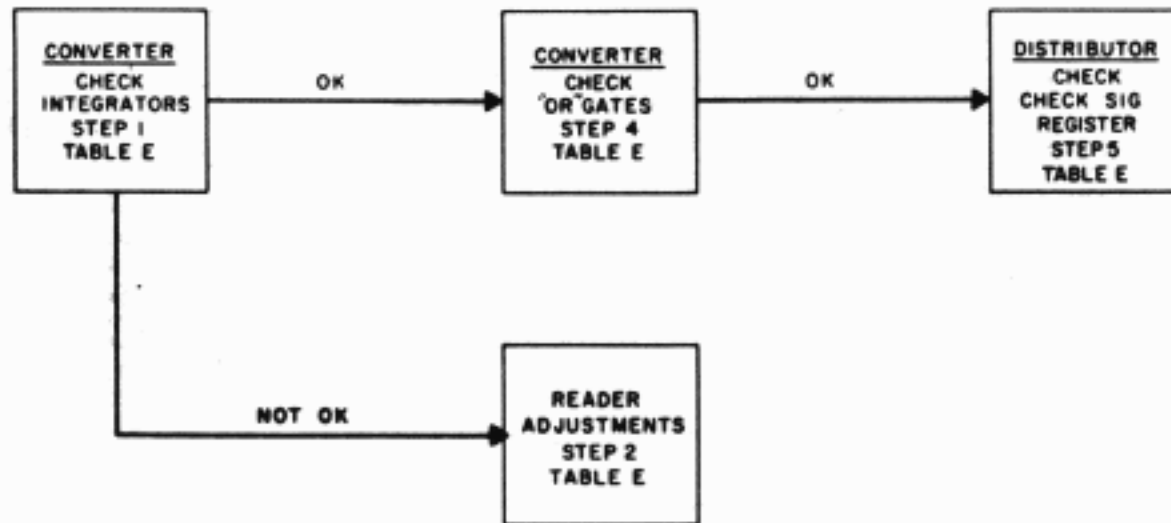 CONVERTER
CHECK
INTEGRATORS
STEP 1
TABLE E
OK
CONVERTER
CHECK
"OR" GATES
STEP 4
TABLE E
OK
DISTRIBUTOR
CHECK
CHECK SIG
REGISTER
STEP 5
TABLE E
NOT OK
READER
ADJUSTMENTS
STEP 2
TABLE E